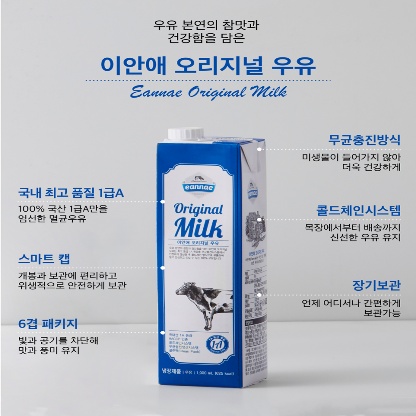 우유 본연의 참맛과
건강함을 담은
이안애 오리지널 우유
Eannae Original Milk
무균충진방식
미생물이 들어가지 않아
더욱 건강하게
국내 최고 품질 1급A
100% 국산 1급A만을
엄선한 멸균우유
콜드체인시스템
목장에서부터 배송까지
신선한 우유 유지
스마트 캡
개봉과 보관에 편리하고
위생적으로 안전하게 보관
장기보관
언제 어디서나 간편하게
보관가능
6겹 패키지
빛과 공기를 차단해
맛과 풍미 유지
eannae
Original
Milk
이안애 오리지널 우유
1A